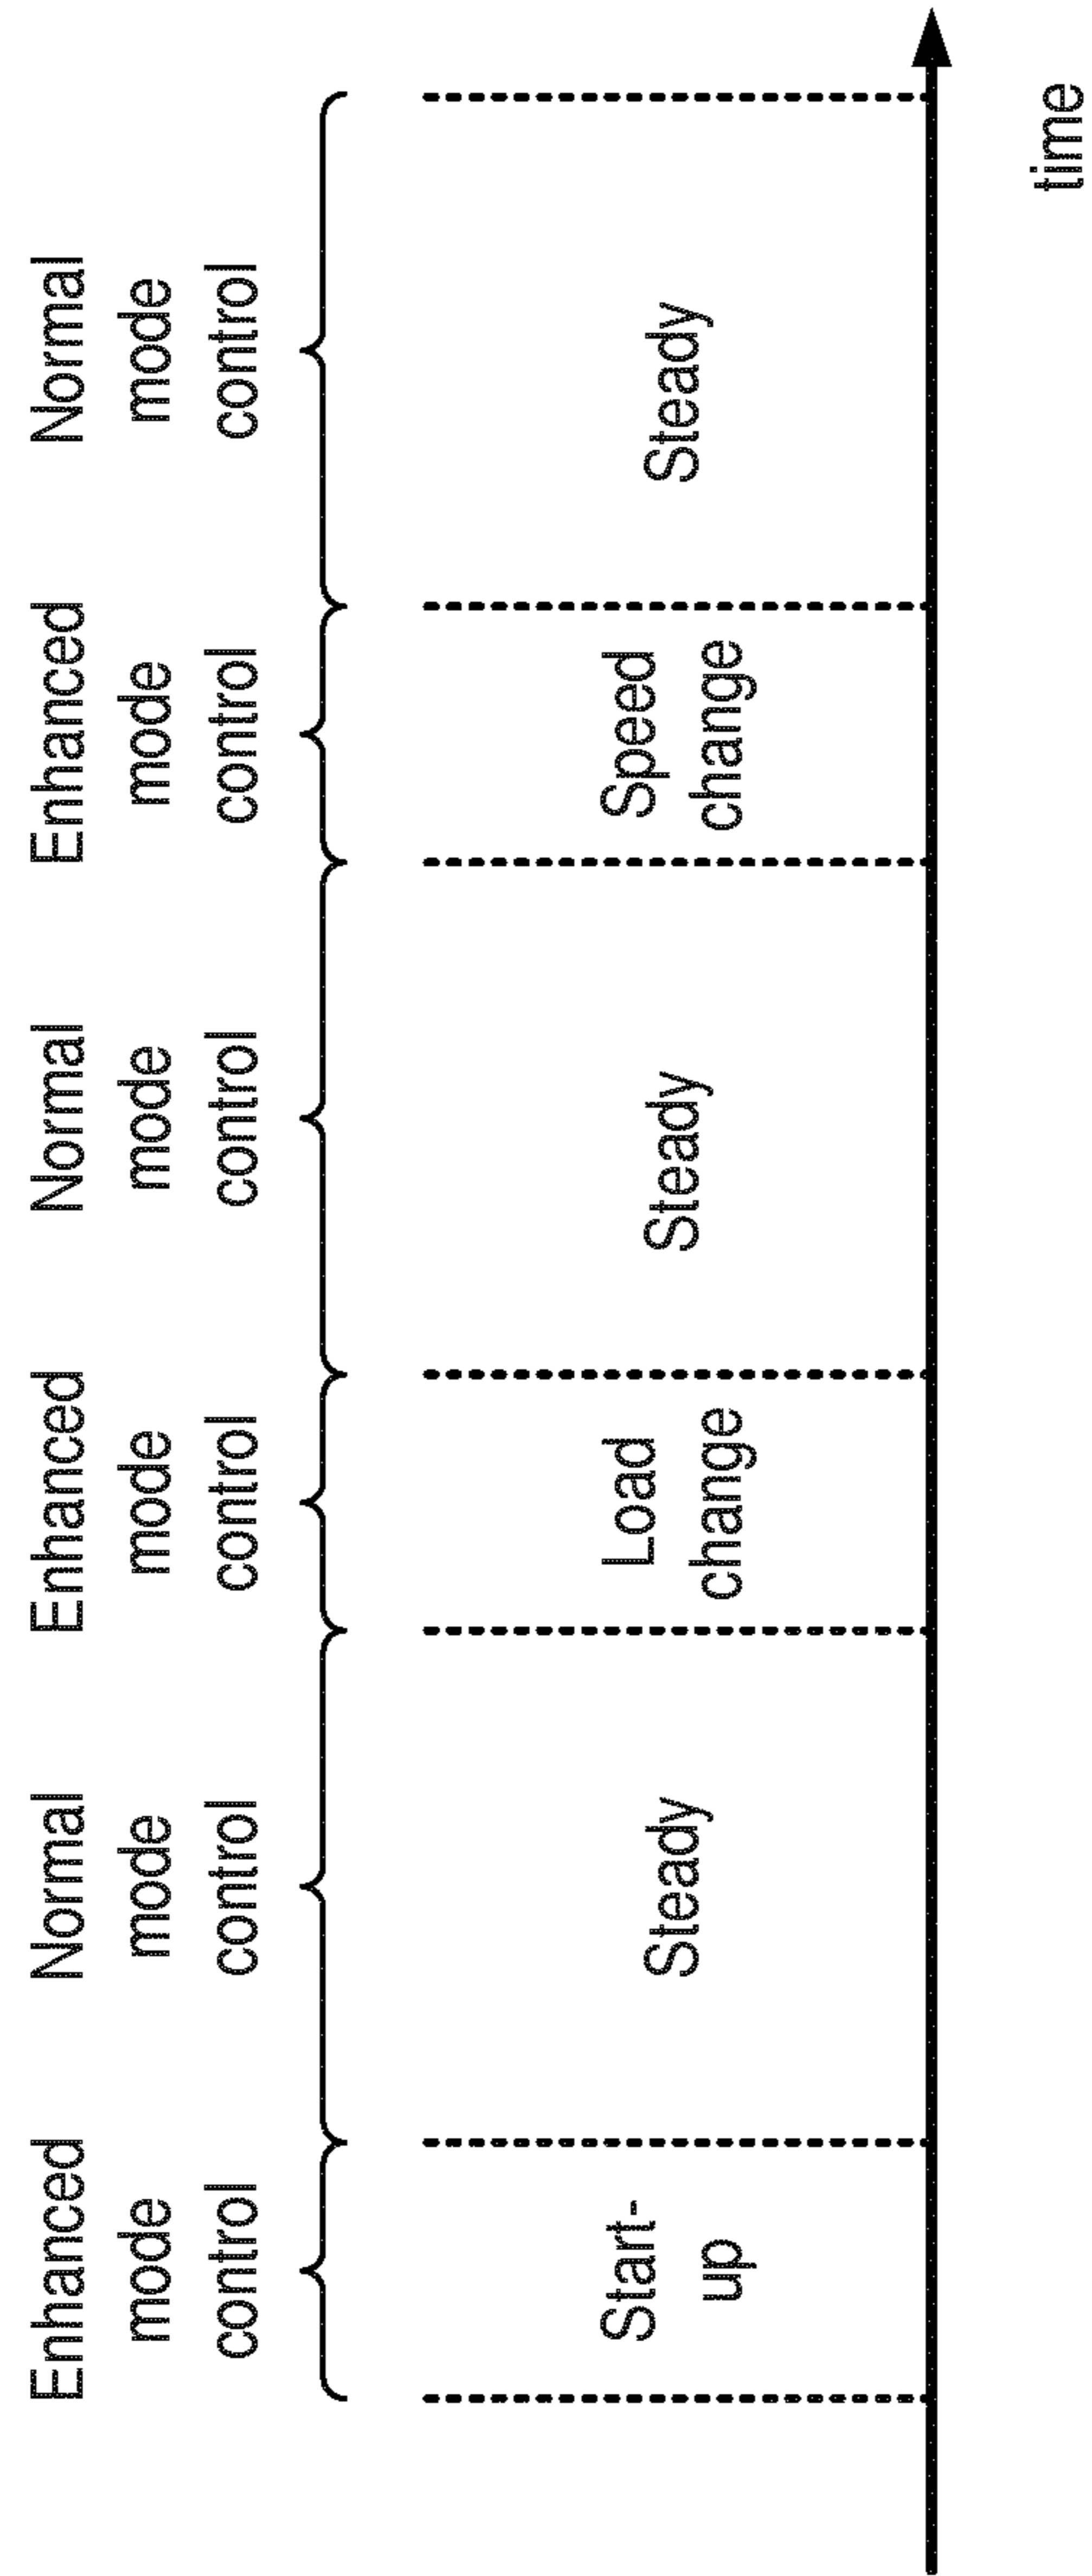 Enhanced
mode
control
Normal
mode
control
Enhanced
mode
control
Normal
mode
control
Enhanced
mode
control
Normal
mode
control
Start-
up
Steady
Load
change
Steady
Speed
change
Steady
time